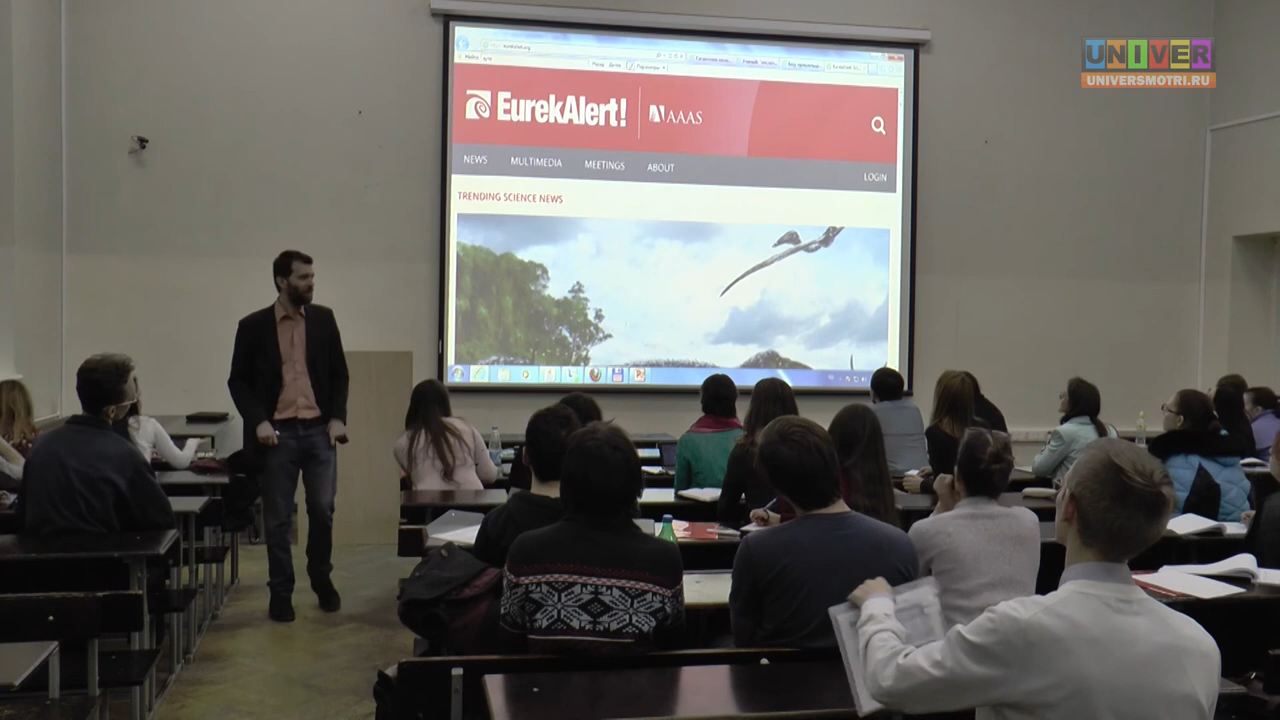 UNIVER
UNIVERSMOTRI.RU
EurekAlert!
AAAS
NEWS
MULTIMEDIA
MEETINGS
ABOUT
LOGIN
TRENDING SCIENCE NEWS